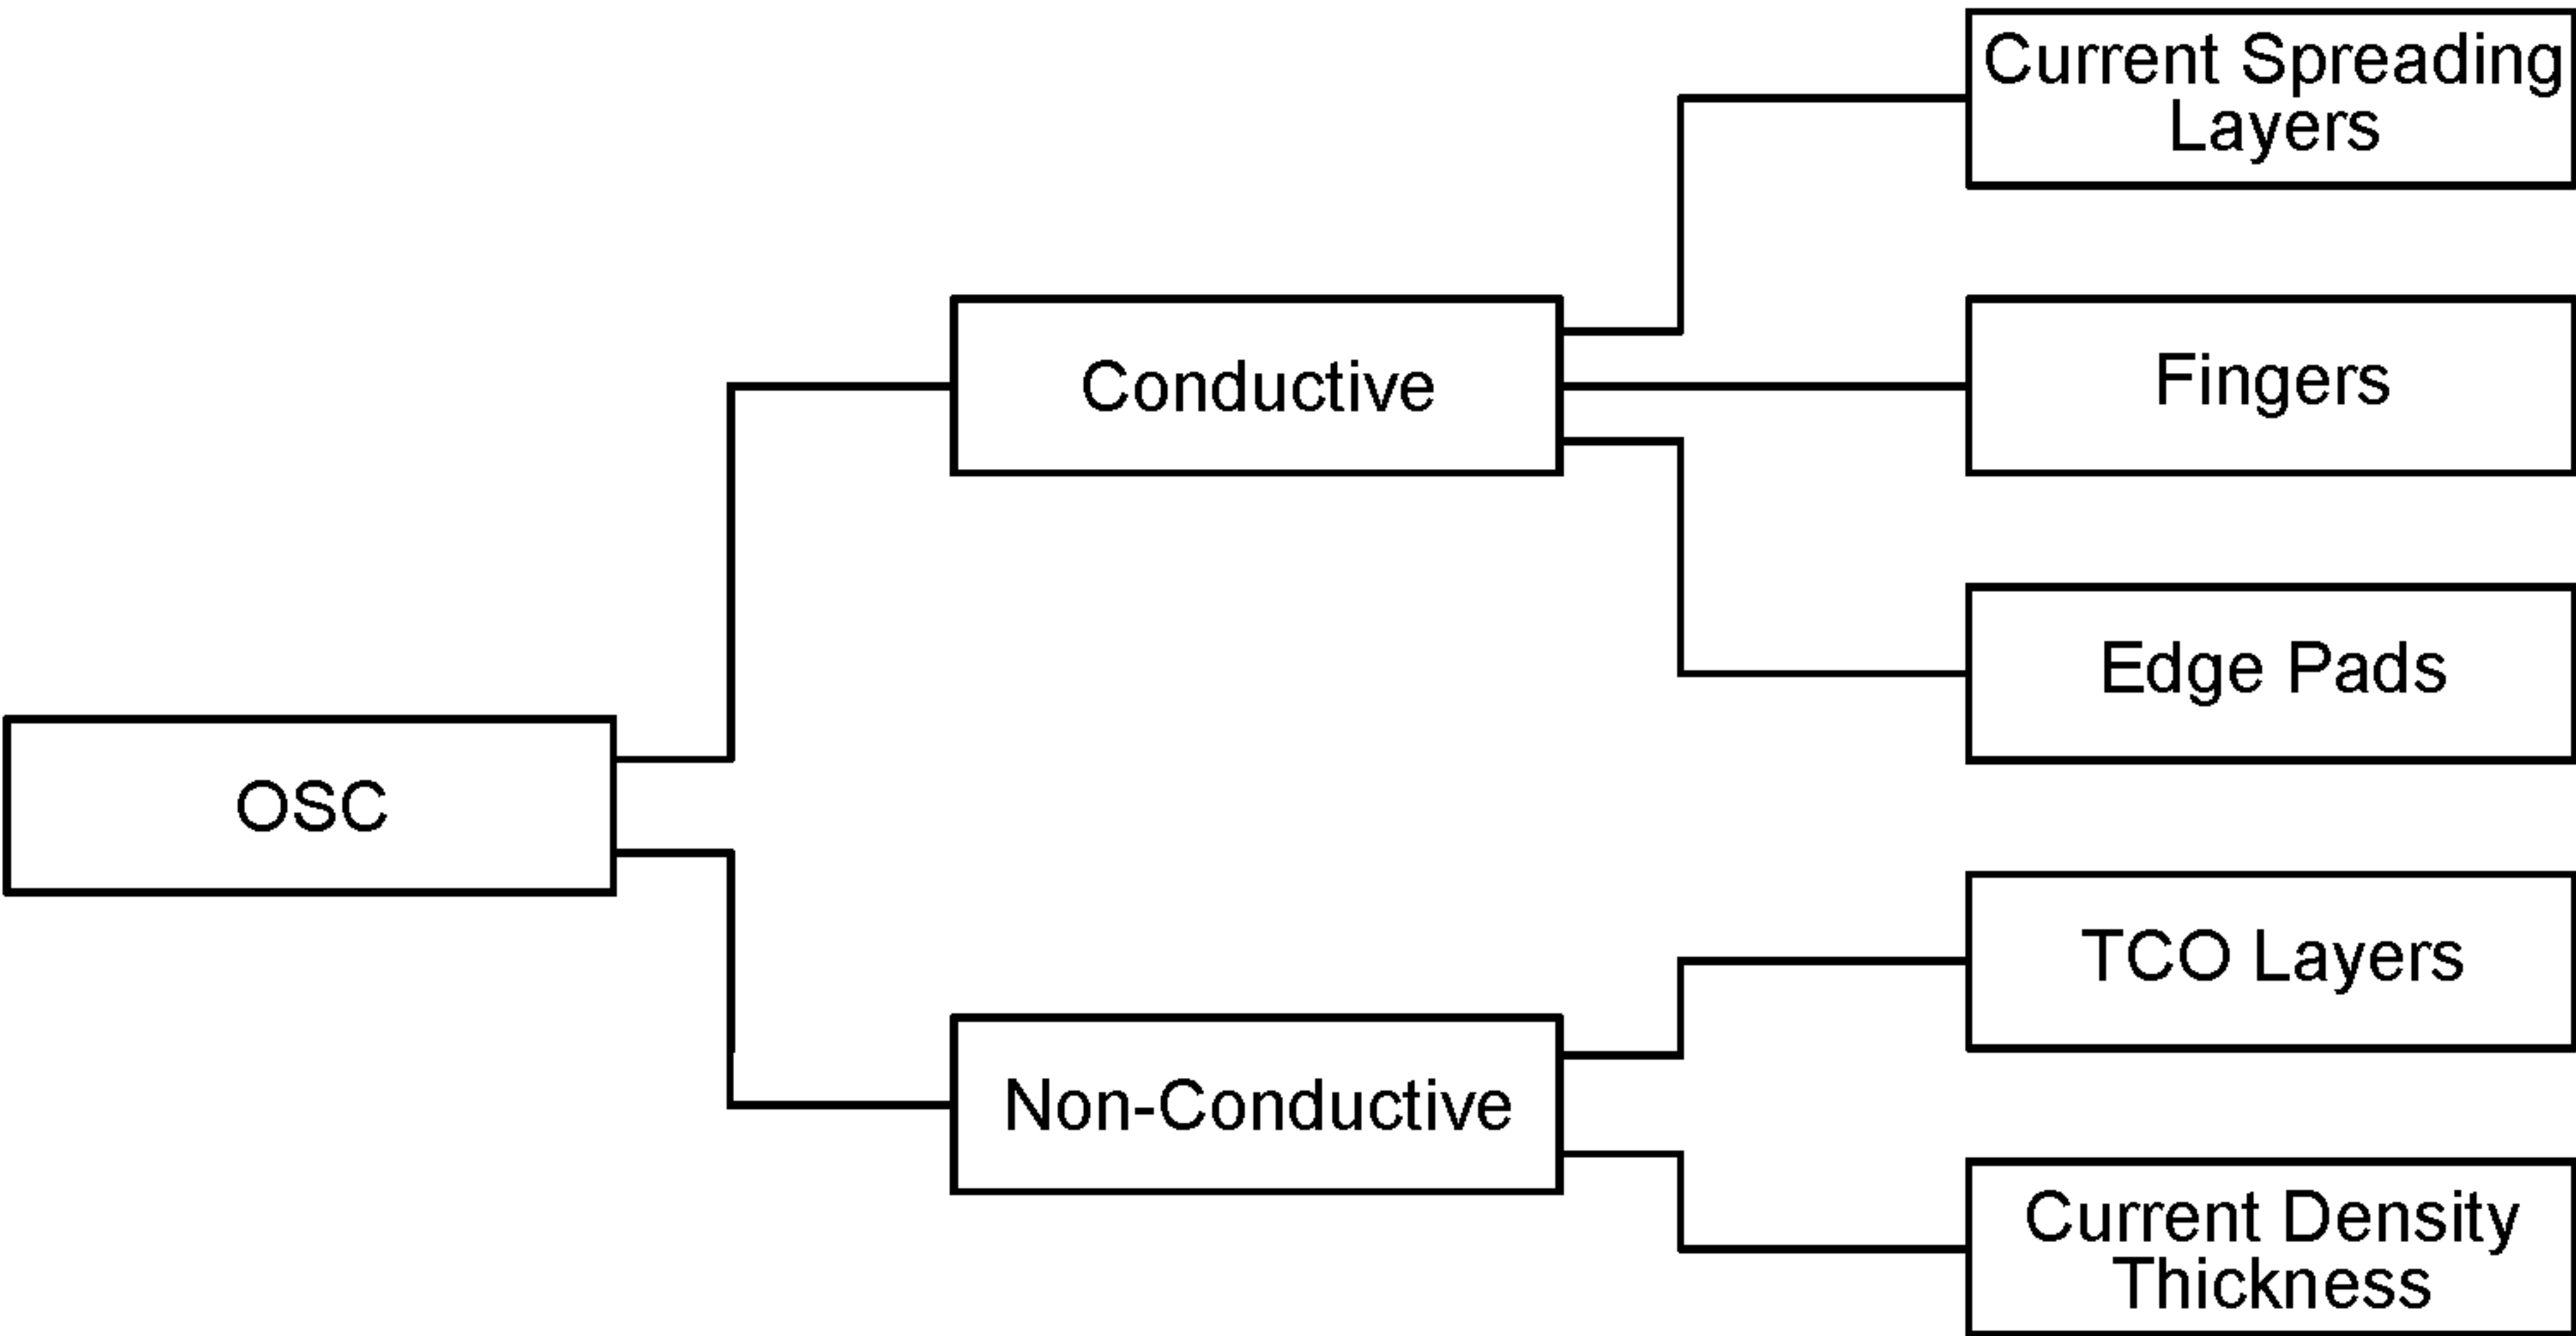 Current Spreading
Layers
Conductive
Fingers
Edge Pads
OSC
TCO Layers
Non-Conductive
Current Density
Thickness